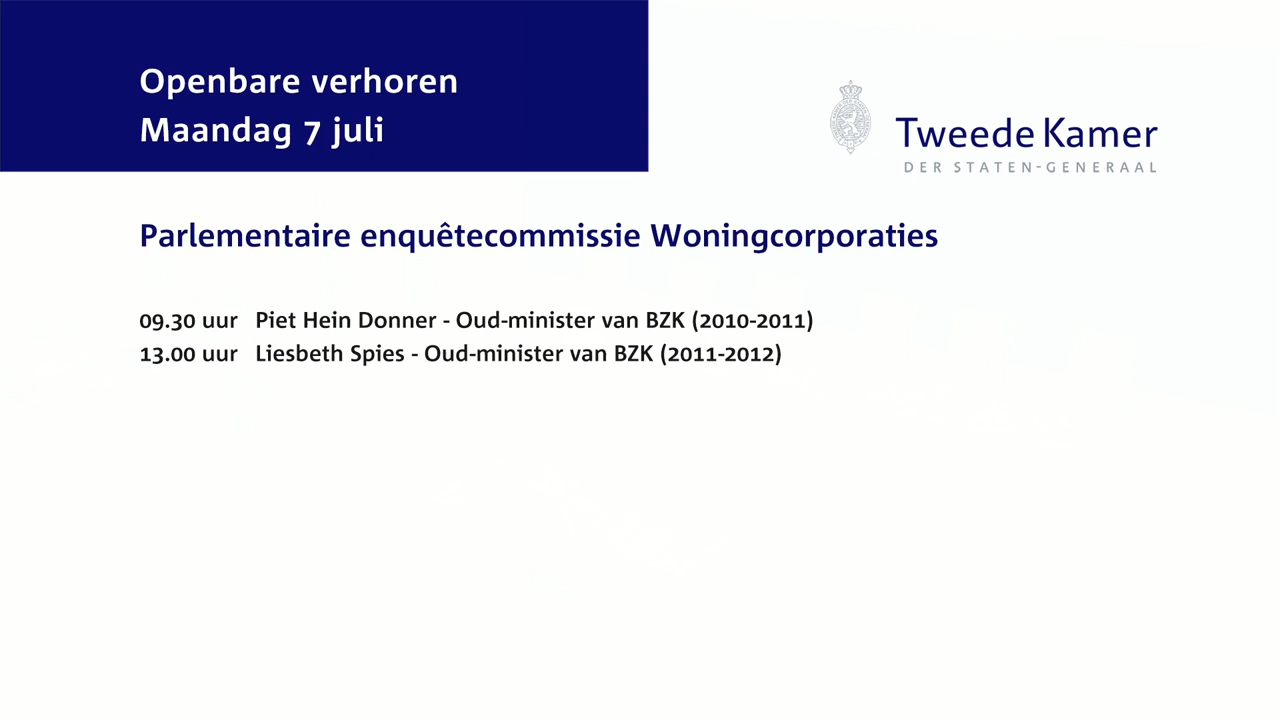 Openbare verhoren
Maandag 7 juli
Tweede Kamer
DER STATEN-GENERAAL
Parlementaire enquêtecommissie Woningcorporaties
09.30 uur Piet Hein Donner - Oud-minister van BZK (2010-2011)
13.00 uur Liesbeth Spies - Oud-minister van BZK (2011-2012)